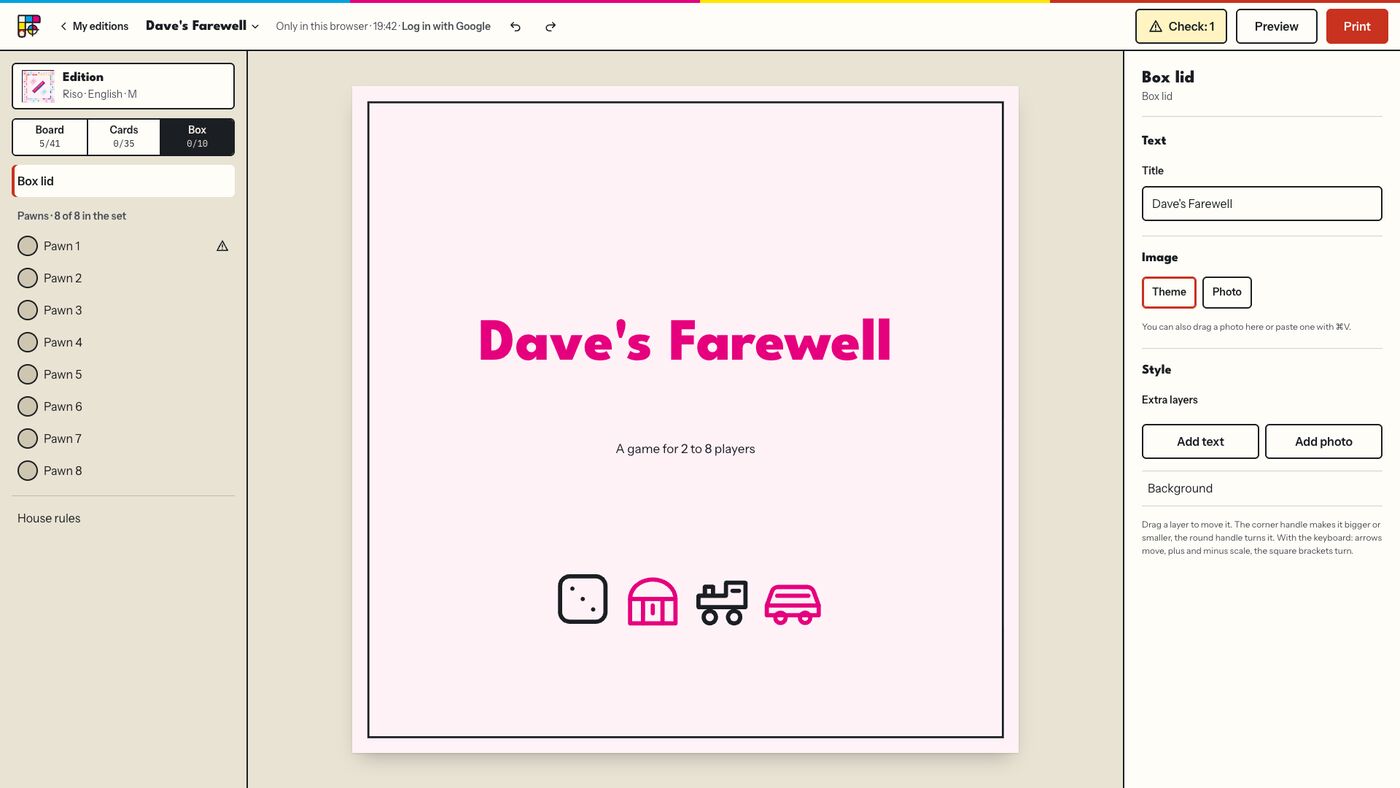 My editions
Dave's Farewell
Only in this browser · 19:42 · Log in with Google
Check: 1
Preview
Print
Edition
Riso · English · M
Board
5/41
Cards
0/35
Box
0/10
Box lid
Pawns · 8 of 8 in the set
Pawn 1
Pawn 2
Pawn 3
Pawn 4
Pawn 5
Pawn 6
Pawn 7
Pawn 8
House rules
Dave's Farewell
A game for 2 to 8 players
Box lid
Box lid
Text
Title
Dave's Farewell
Image
Theme
Photo
You can also drag a photo here or paste one with ⌘V.
Style
Extra layers
Add text
Add photo
Background
Drag a layer to move it. The corner handle makes it bigger or
smaller, the round handle turns it. With the keyboard: arrows
move, plus and minus scale, the square brackets turn.